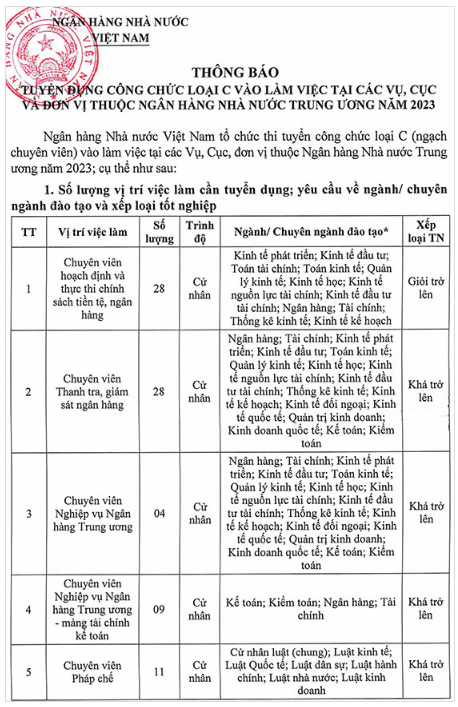 NGÂN HÀNG NHÀ NƯỚC
VIỆT NAM
NGÂN HÀNG NHÀ NƯỚC VIỆT NAM
THÔNG BÁO
TUYỂN DỤNG CÔNG CHỨC LOẠI C VÀO LÀM VIỆC TẠI CÁC VỤ, CỤC
VÀ ĐƠN VỊ THUỘC NGÂN HÀNG NHÀ NƯỚC TRUNG ƯƠNG NĂM 2023
Ngân hàng Nhà nước Việt Nam tổ chức thi tuyển công chức loại C (ngạch
chuyên viên) vào làm việc tại các Vụ, Cục, đơn vị thuộc Ngân hàng Nhà nước Trung
ương năm 2023; cụ thể như sau:
1. Số lượng vị trí việc làm cần tuyển dụng; yêu cầu về ngành/ chuyên
ngành đào tạo và xếp loại tốt nghiệp
TT
Vị trí việc làm
Số
lượng
Trình
độ
Ngành/ Chuyên ngành đào tạo*
Xếp
loại TN
1
Chuyên viên
hoạch định và
thực thi chính
sách tiền tệ, ngân
hàng
28
Cử
nhân
Kinh tế phát triển; Kinh tế đầu tư;
Toán tài chính; Toán kinh tế; Quản
lý kinh tế; Kinh tế học; Kinh tế
nguồn lực tài chính; Kinh tế đầu tư
tài chính; Ngân hàng; Tài chính;
Thống kê kinh tế; Kinh tế kế hoạch
Giỏi trở
lên
2
Chuyên viên
Thanh tra, giám
sát ngân hàng
28
Cử
nhân
Ngân hàng; Tài chính; Kinh tế phát
triển; Kinh tế đầu tư; Toán kinh tế;
Quản lý kinh tế; Kinh tế học; Kinh
tế nguồn lực tài chính; Kinh tế đầu
tư tài chính; Thống kê kinh tế; Kinh
tế kế hoạch; Kinh tế đối ngoại; Kinh
tế quốc tế; Quản trị kinh doanh;
Kinh doanh quốc tế; Kế toán; Kiểm
toán
Khá trở
lên
3
Chuyên viên
Nghiệp vụ Ngân
hàng Trung ương
04
Cử
nhân
Ngân hàng; Tài chính; Kinh tế phát
triển; Kinh tế đầu tư; Toán kinh tế;
Quản lý kinh tế; Kinh tế học; Kinh
tế nguồn lực tài chính; Kinh tế đầu
tư tài chính; Thống kê kinh tế; Kinh
tế kế hoạch; Kinh tế đối ngoại; Kinh
tế quốc tế; Quản trị kinh doanh;
Kinh doanh quốc tế; Kế toán; Kiểm
toán
Khá trở
lên
4
Chuyên viên
Nghiệp vụ Ngân
hàng Trung ương
- mảng tài chính
kế toán
09
Cử
nhân
Kế toán; Kiểm toán; Ngân hàng; Tài
chính
Khá trở
lên
5
Chuyên viên
Pháp chế
11
Cử
nhân
Cử nhân luật (chung); Luật kinh tế;
Luật Quốc tế; Luật dân sự; Luật hành
chính; Luật nhà nước; Luật kinh
doanh
Khá trở
lên